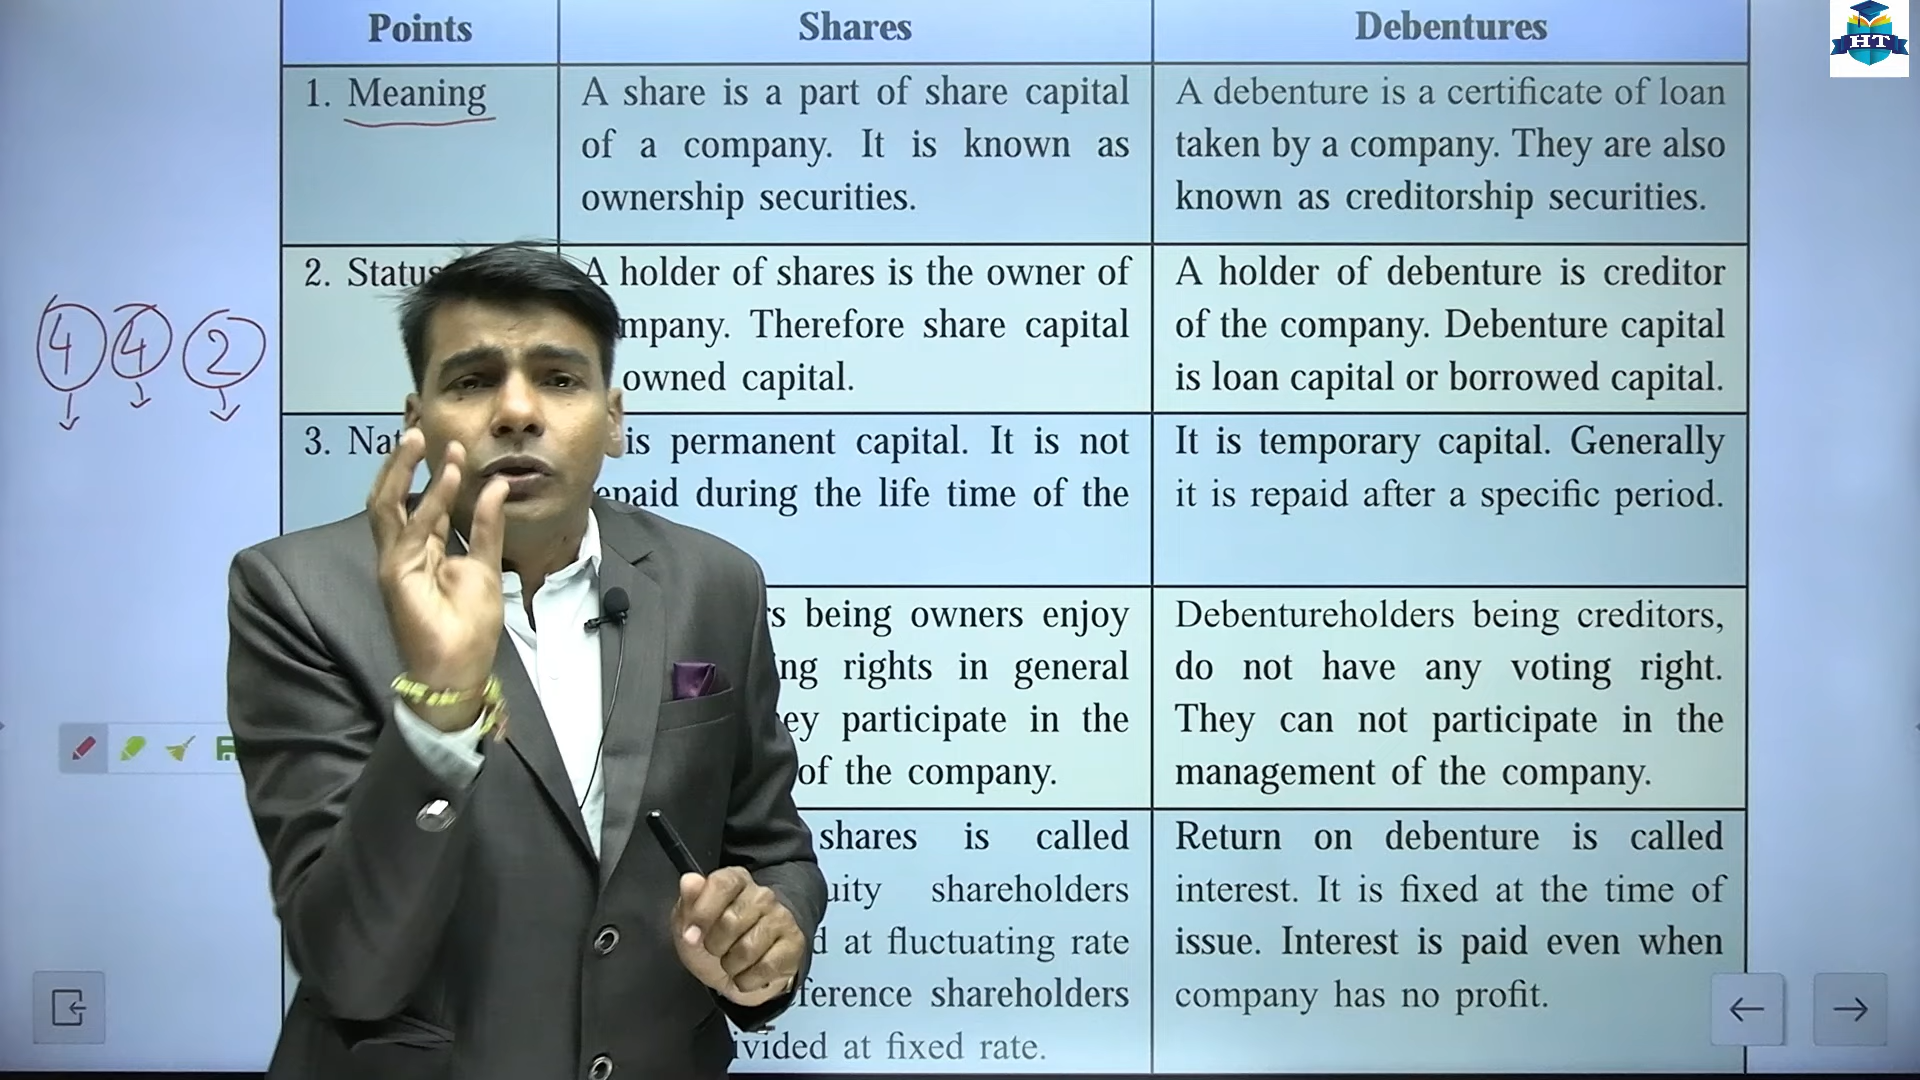 Points Shares Debentures
HT
1. Meaning A share is a part of share capital A debenture is a certificate of loan
of a company. It is known as taken by a company. They are also
ownership securities. known as creditorship securities.
2. Status A holder of shares is the owner of A holder of debenture is creditor
Therefore share capital of the company. Debenture capital
owned capital. is loan capital or borrowed capital.
4 4 2
3. is permanent capital. It is not It is temporary capital. Generally
during the life time of the it is repaid after a specific period.
being owners enjoy Debentureholders being creditors,
rights in general do not have any voting right.
participate in the They can not participate in the
of the company. management of the company.
shares is called Return on debenture is called
shareholders interest. It is fixed at the time of
at fluctuating rate issue. Interest is paid even when
shareholders company has no profit.
at fixed rate.